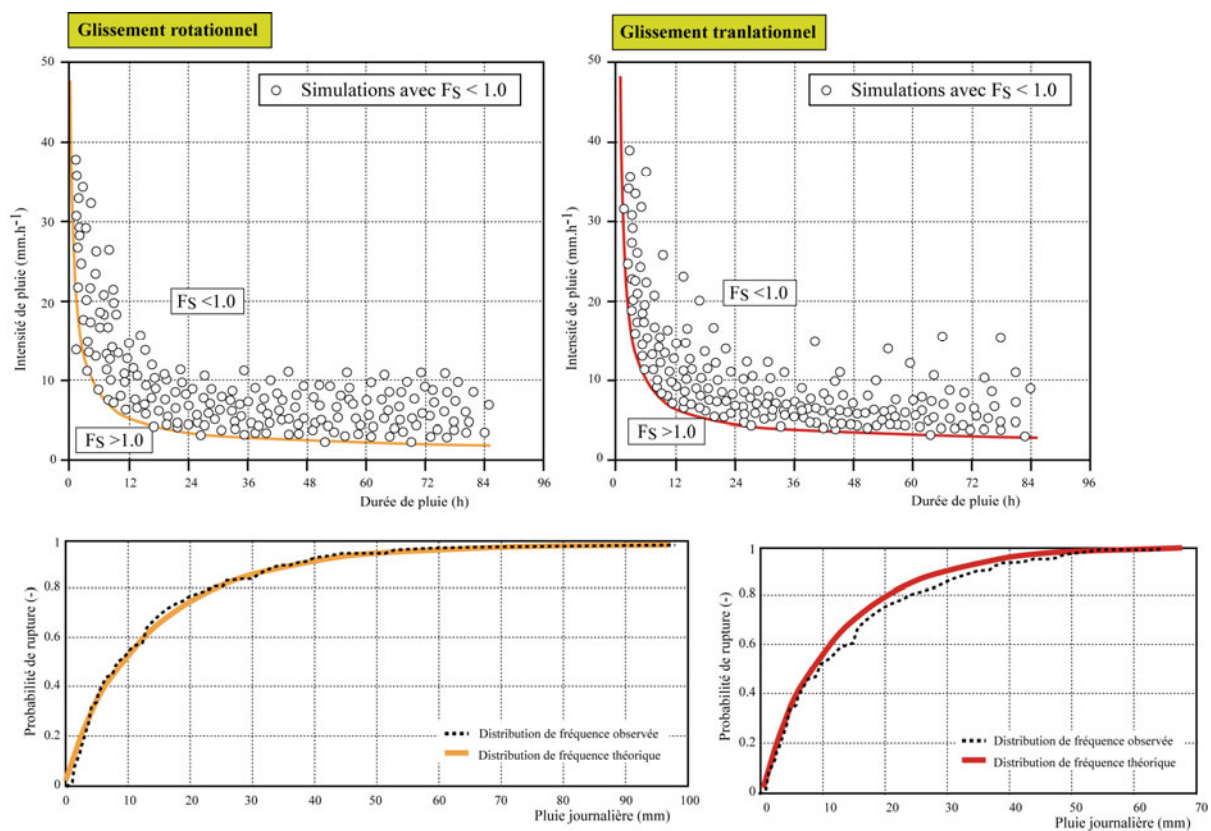 Glissement rotationnel
Glissement tranlationnel
50
40
30
20
10
0
Intensité de pluie (mm.h⁻¹)
Simulations avec FS < 1.0
FS <1.0
FS >1.0
0 12 24 36 48 60 72 84 96
Durée de pluie (h)
50
40
30
20
10
0
Intensité de pluie (mm.h⁻¹)
Simulations avec FS < 1.0
FS <1.0
FS >1.0
0 12 24 36 48 60 72 84 96
Durée de pluie (h)
1
0.8
0.6
0.4
0.2
0
Probabilité de rupture (-)
Distribution de fréquence observée
Distribution de fréquence théorique
0 10 20 30 40 50 60 70 80 90 100
Pluie journalière (mm)
1
0.8
0.6
0.4
0.2
0
Probabilité de rupture (-)
Distribution de fréquence observée
Distribution de fréquence théorique
0 10 20 30 40 50 60 70
Pluie journalière (mm)